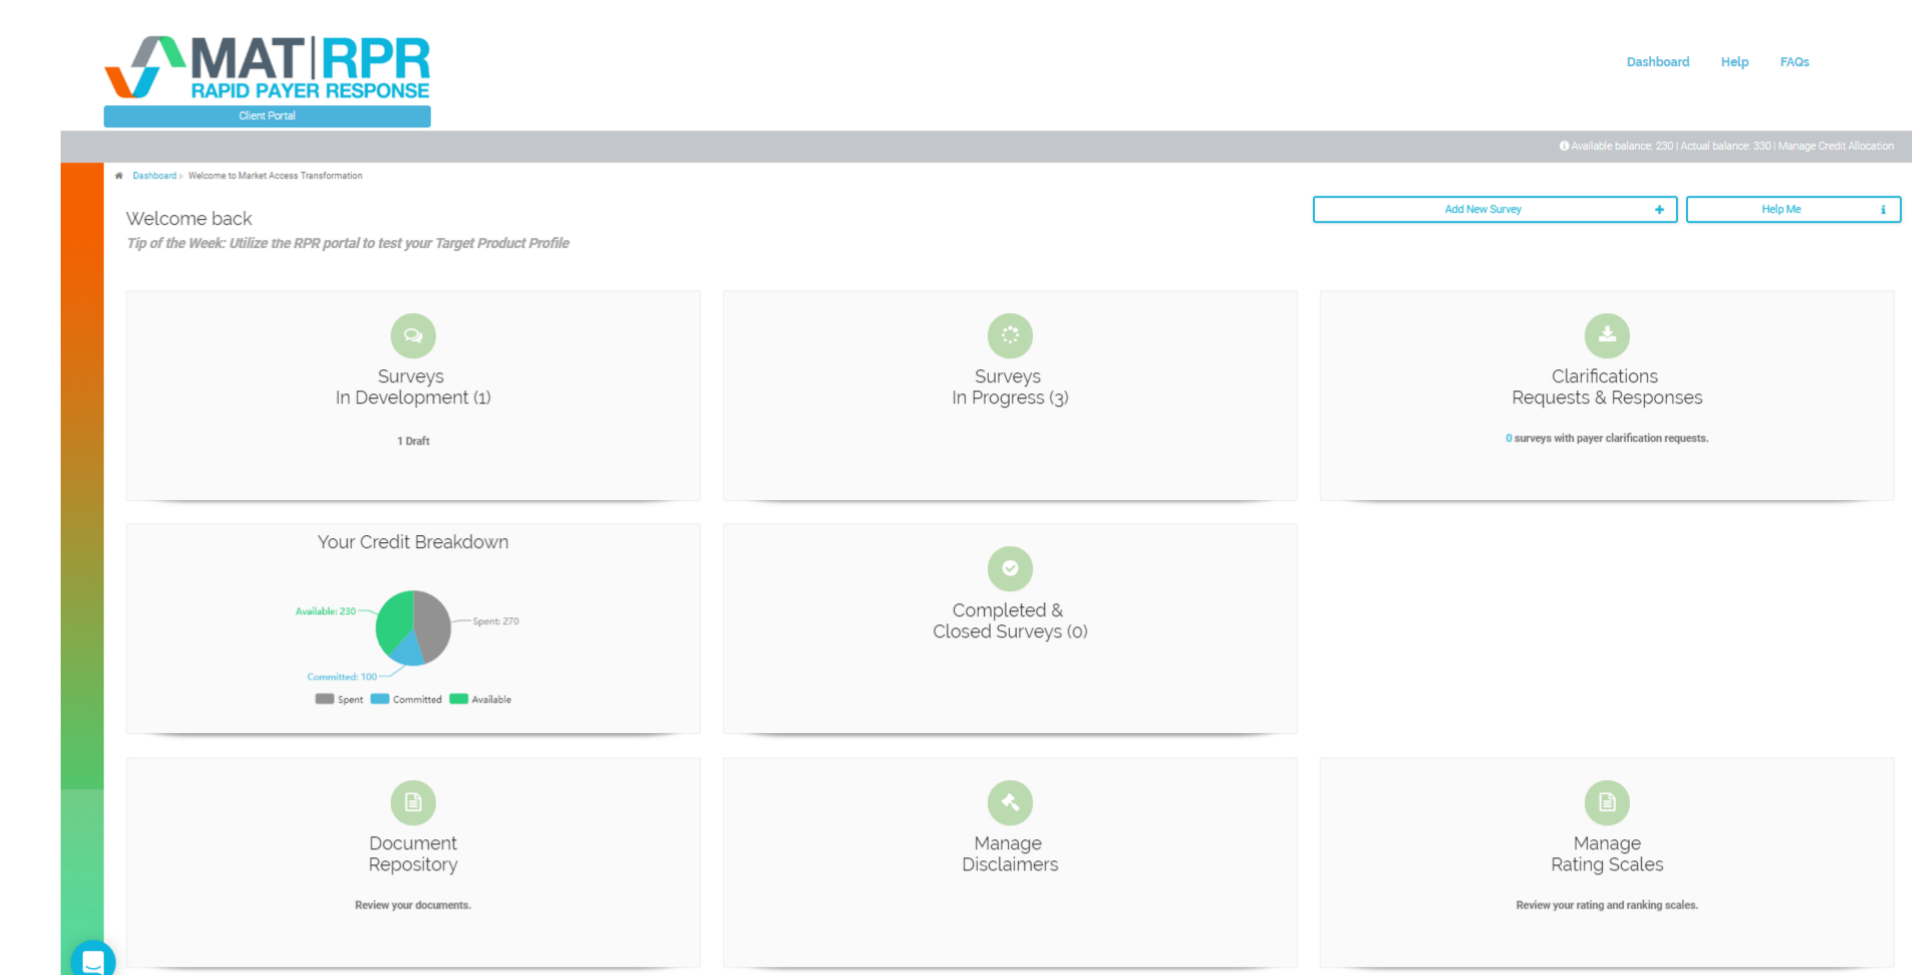 MAT|RPR
RAPID PAYER RESPONSE
Client Portal
Dashboard Help FAQs
Available balance: 230 | Actual balance: 330 | Manage Credit Allocation
Dashboard » Welcome to Market Access Transformation
Welcome back
Tip of the Week: Utilize the RPR portal to test your Target Product Profile
Add New Survey
Help Me
Surveys
In Development (1)
1 Draft
Surveys
In Progress (3)
Clarifications
Requests & Responses
0 surveys with payer clarification requests.
Your Credit Breakdown
Available: 230
Spent: 270
Committed: 100
Spent Committed Available
Completed &
Closed Surveys (0)
Document
Repository
Review your documents.
Manage
Disclaimers
Manage
Rating Scales
Review your rating and ranking scales.